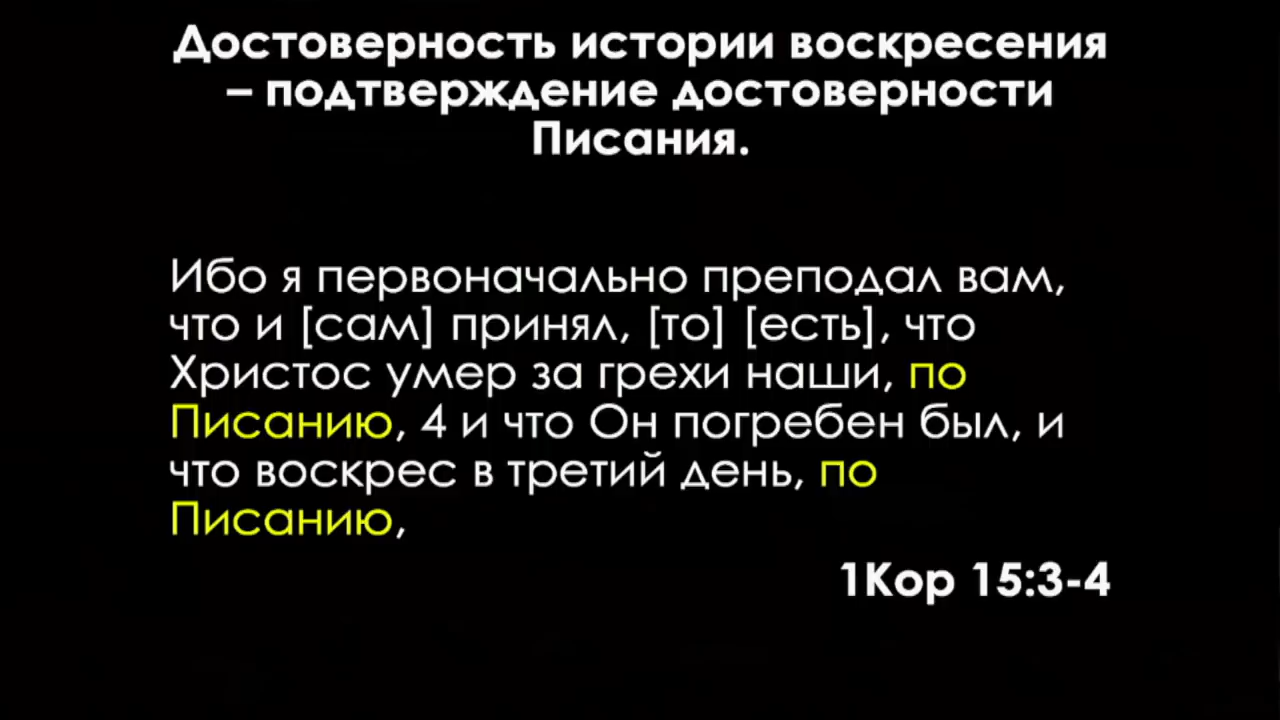 Достоверность истории воскресения
– подтверждение достоверности
Писания.
Ибо я первоначально преподал вам,
что и [сам] принял, [то] [есть], что
Христос умер за грехи наши, по
Писанию, 4 и что Он погребен был, и
что воскрес в третий день, по
Писанию,
1Кор 15:3-4